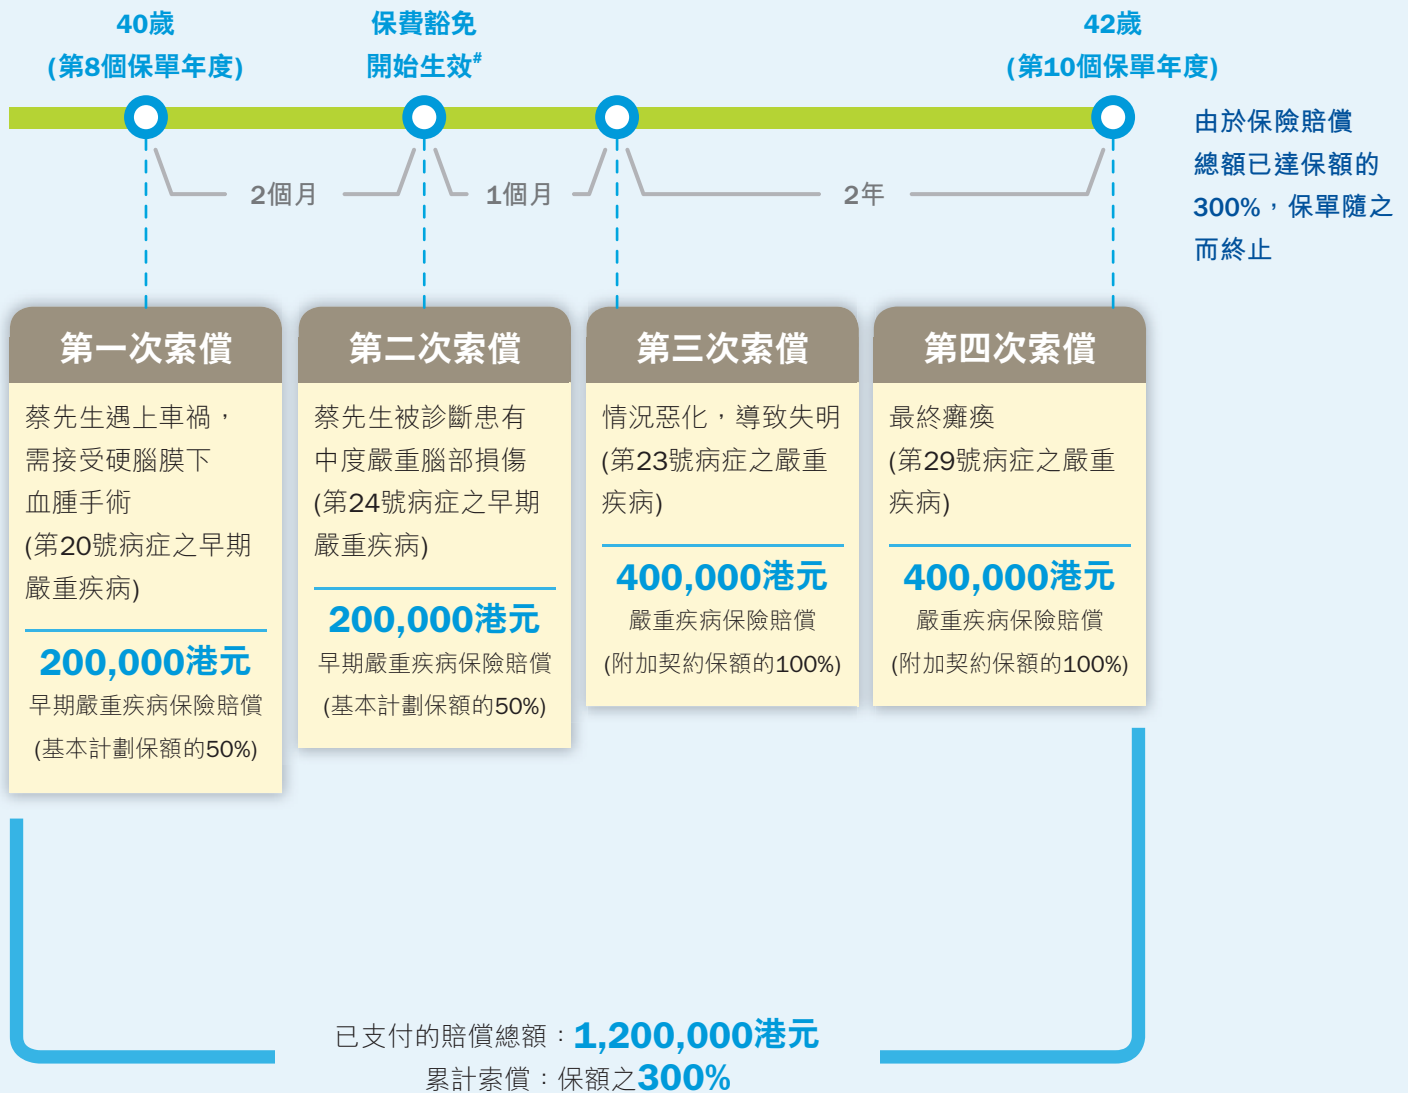 40歲
(第8個保單年度)
保費豁免
開始生效#
42歲
(第10個保單年度)
由於保險賠償
總額已達保額的
300%，保單隨之
而終止
2個月
1個月
2年
第一次索償
蔡先生遇上車禍，
需接受硬腦膜下
血腫手術
(第20號病症之早期
嚴重疾病)
200,000港元
早期嚴重疾病保險賠償
(基本計劃保額的50%)
第二次索償
蔡先生被診斷患有
中度嚴重腦部損傷
(第24號病症之早期
嚴重疾病)
200,000港元
早期嚴重疾病保險賠償
(基本計劃保額的50%)
第三次索償
情況惡化，導致失明
(第23號病症之嚴重
疾病)
400,000港元
嚴重疾病保險賠償
(附加契約保額的100%)
第四次索償
最終癱瘓
(第29號病症之嚴重
疾病)
400,000港元
嚴重疾病保險賠償
(附加契約保額的100%)
已支付的賠償總額：1,200,000港元
累計索償：保額之300%